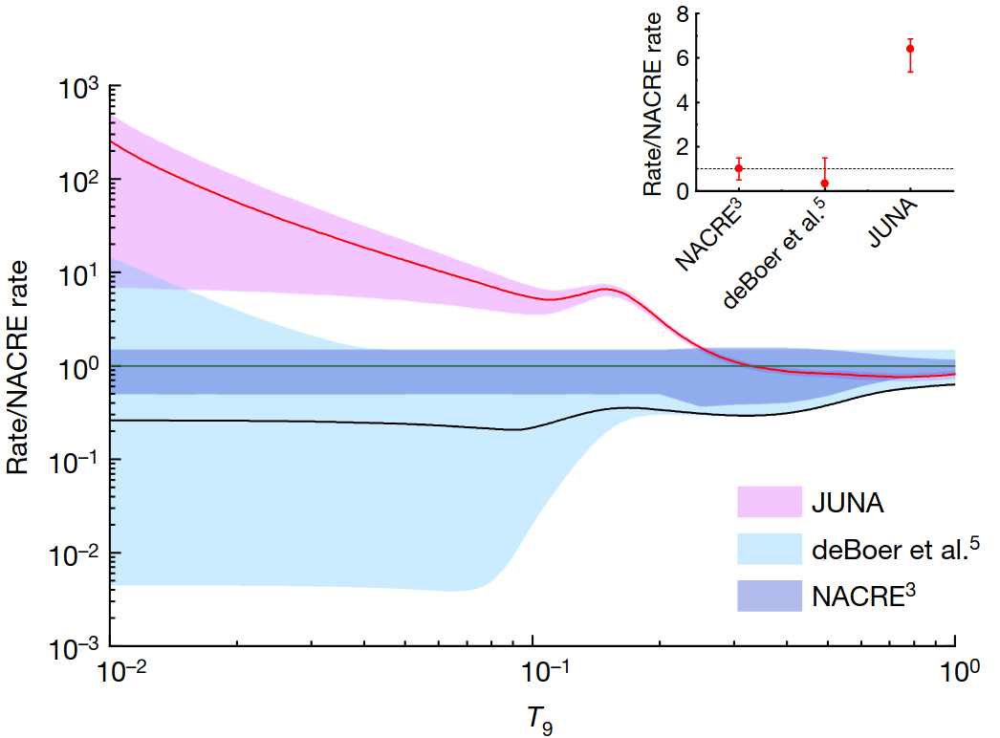 8
6
4
2
0
Rate/NACRE rate
NACRE³
deBoer et al.⁵
JUNA
10³
10²
10¹
10⁰
10⁻¹
10⁻²
10⁻³
Rate/NACRE rate
JUNA
deBoer et al.⁵
NACRE³
10⁻²
10⁻¹
10⁰
T₉